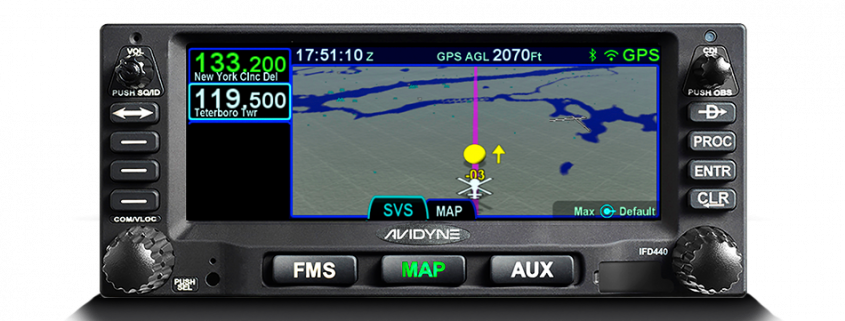 VOL
PUSH SQ/ID
133.200
New York Clnc Del
119.500
Teterboro Twr
17:51:10 Z
GPS AGL 2070Ft
GPS
-03
SVS
MAP
Max
Default
COM/VLOC
PUSH SEL
AVIDYNE
FMS
MAP
AUX
CDI
PUSH OBS
D
PROC
ENTR
CLR
IFD440